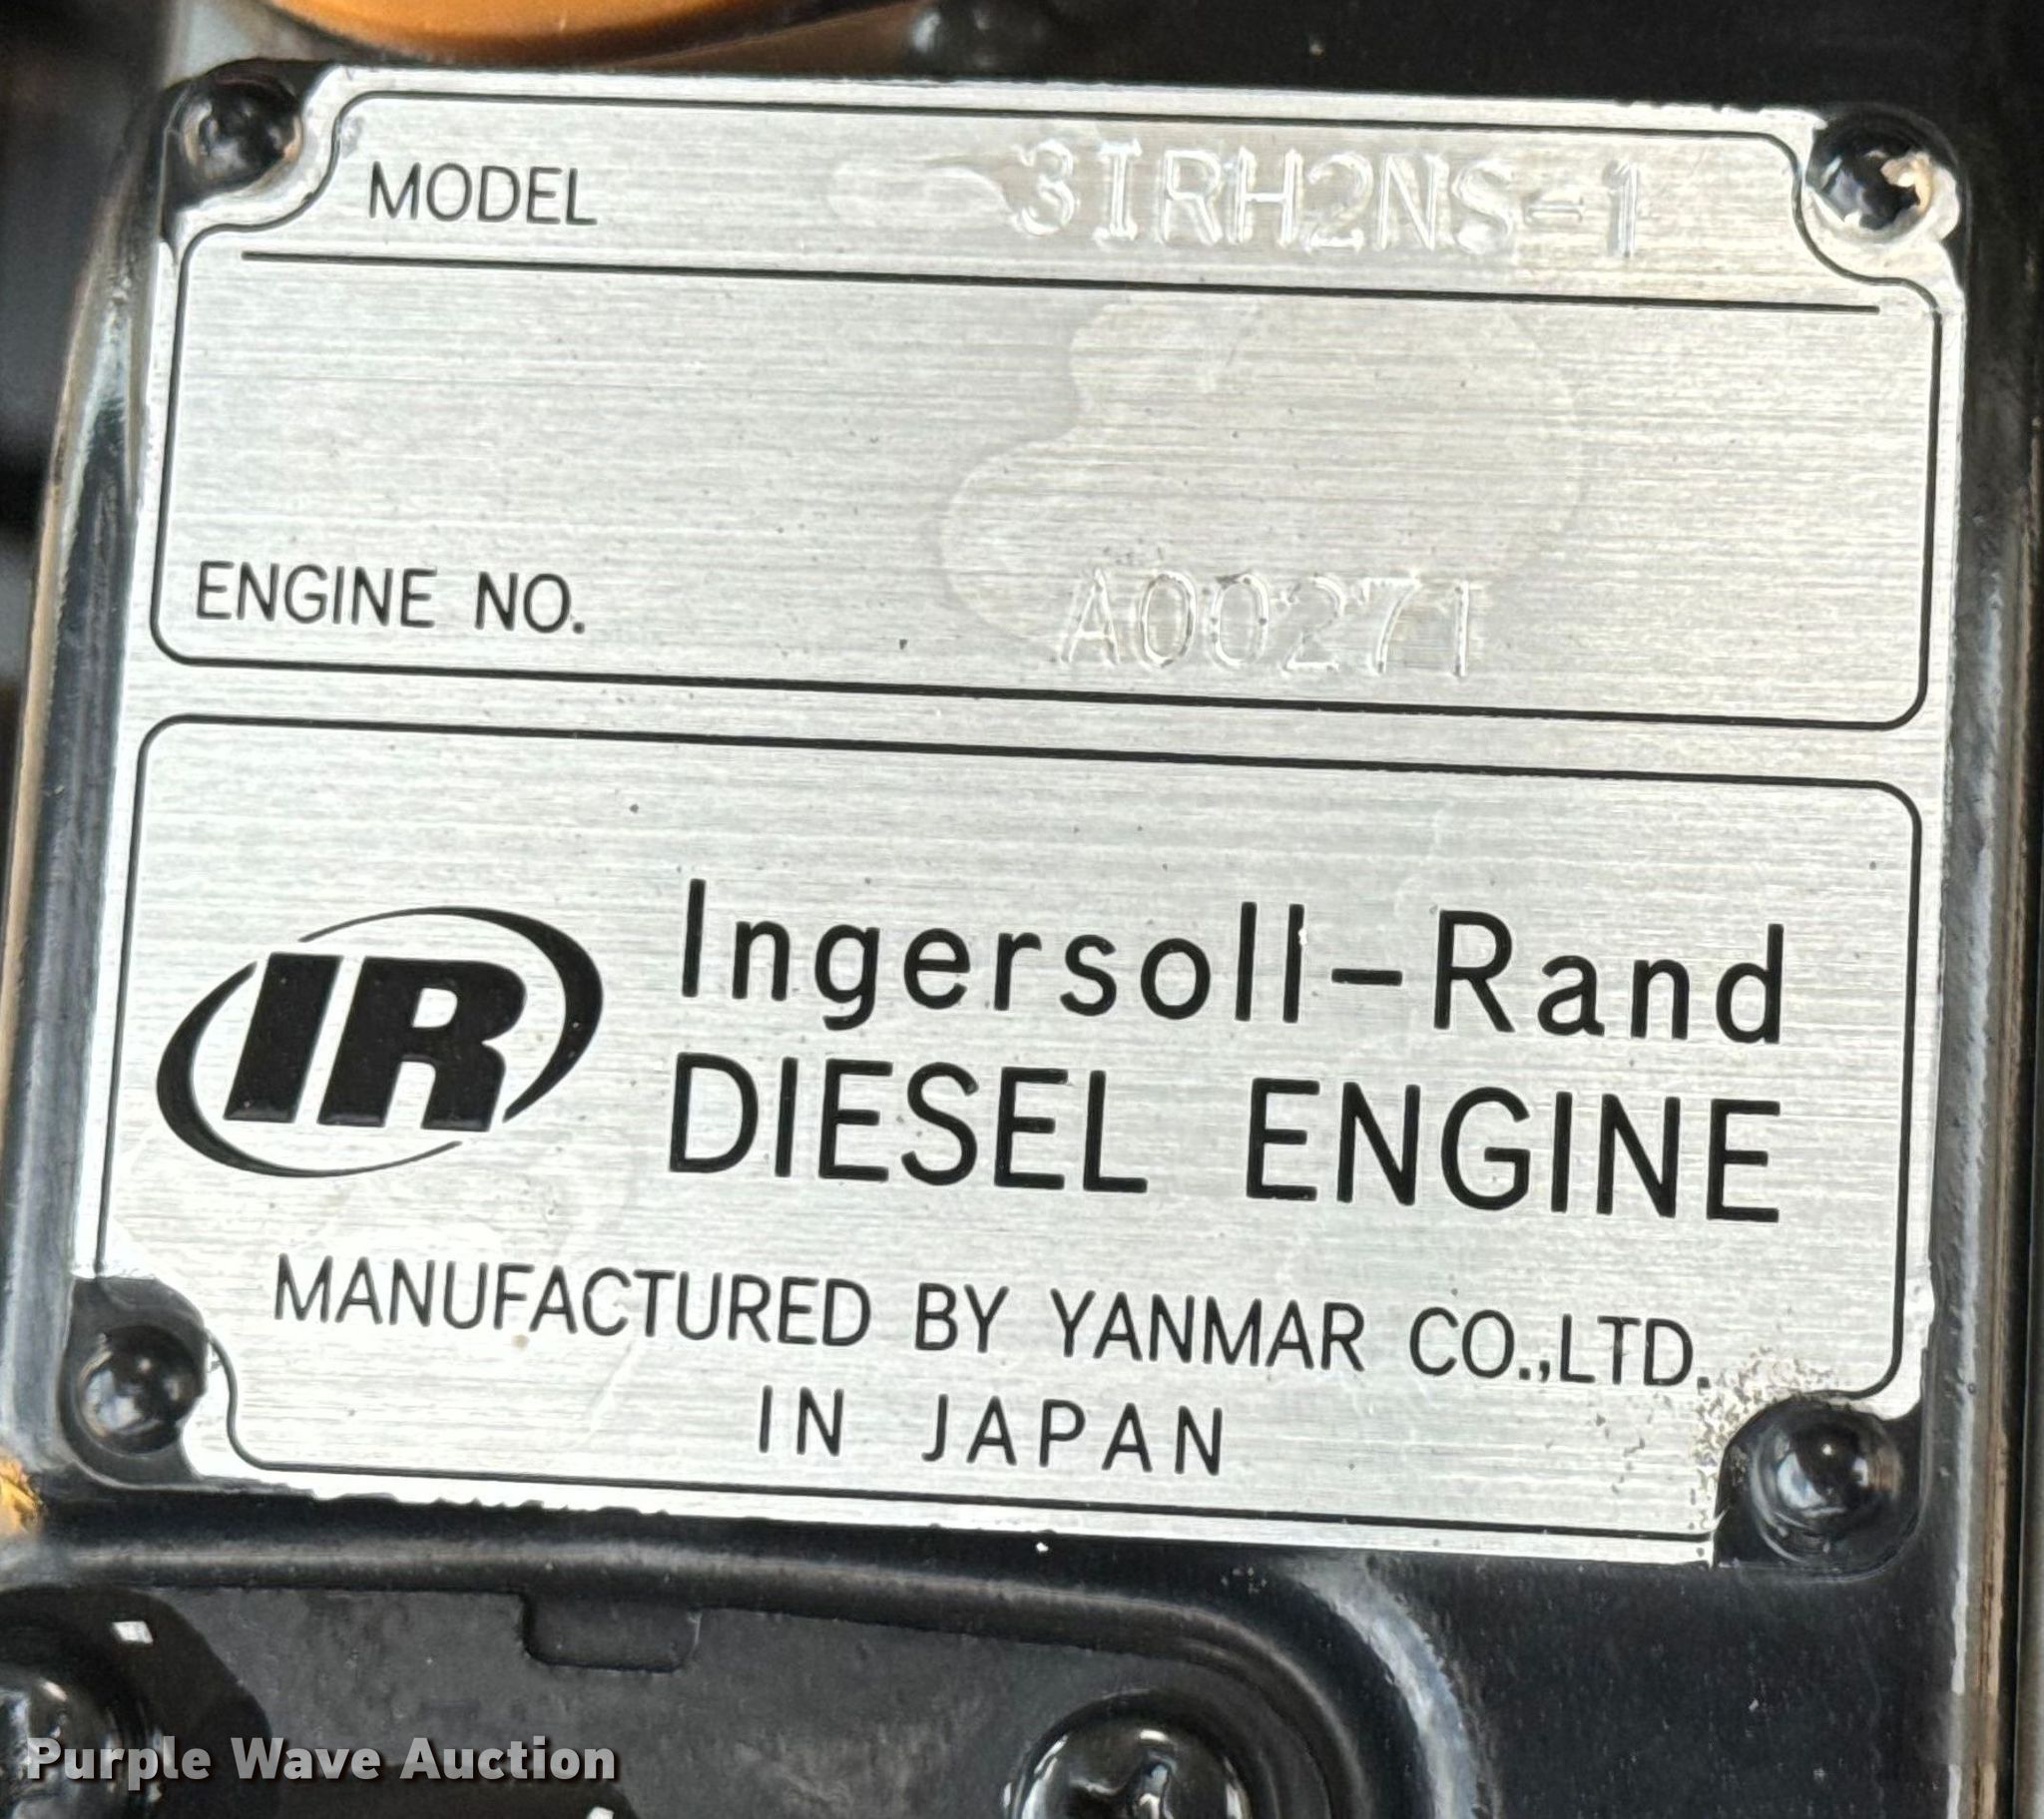 MODEL 3IRH2NS-1
ENGINE NO. A00271
IR Ingersoll-Rand
DIESEL ENGINE
MANUFACTURED BY YANMAR CO.,LTD.
IN JAPAN
Purple Wave Auction